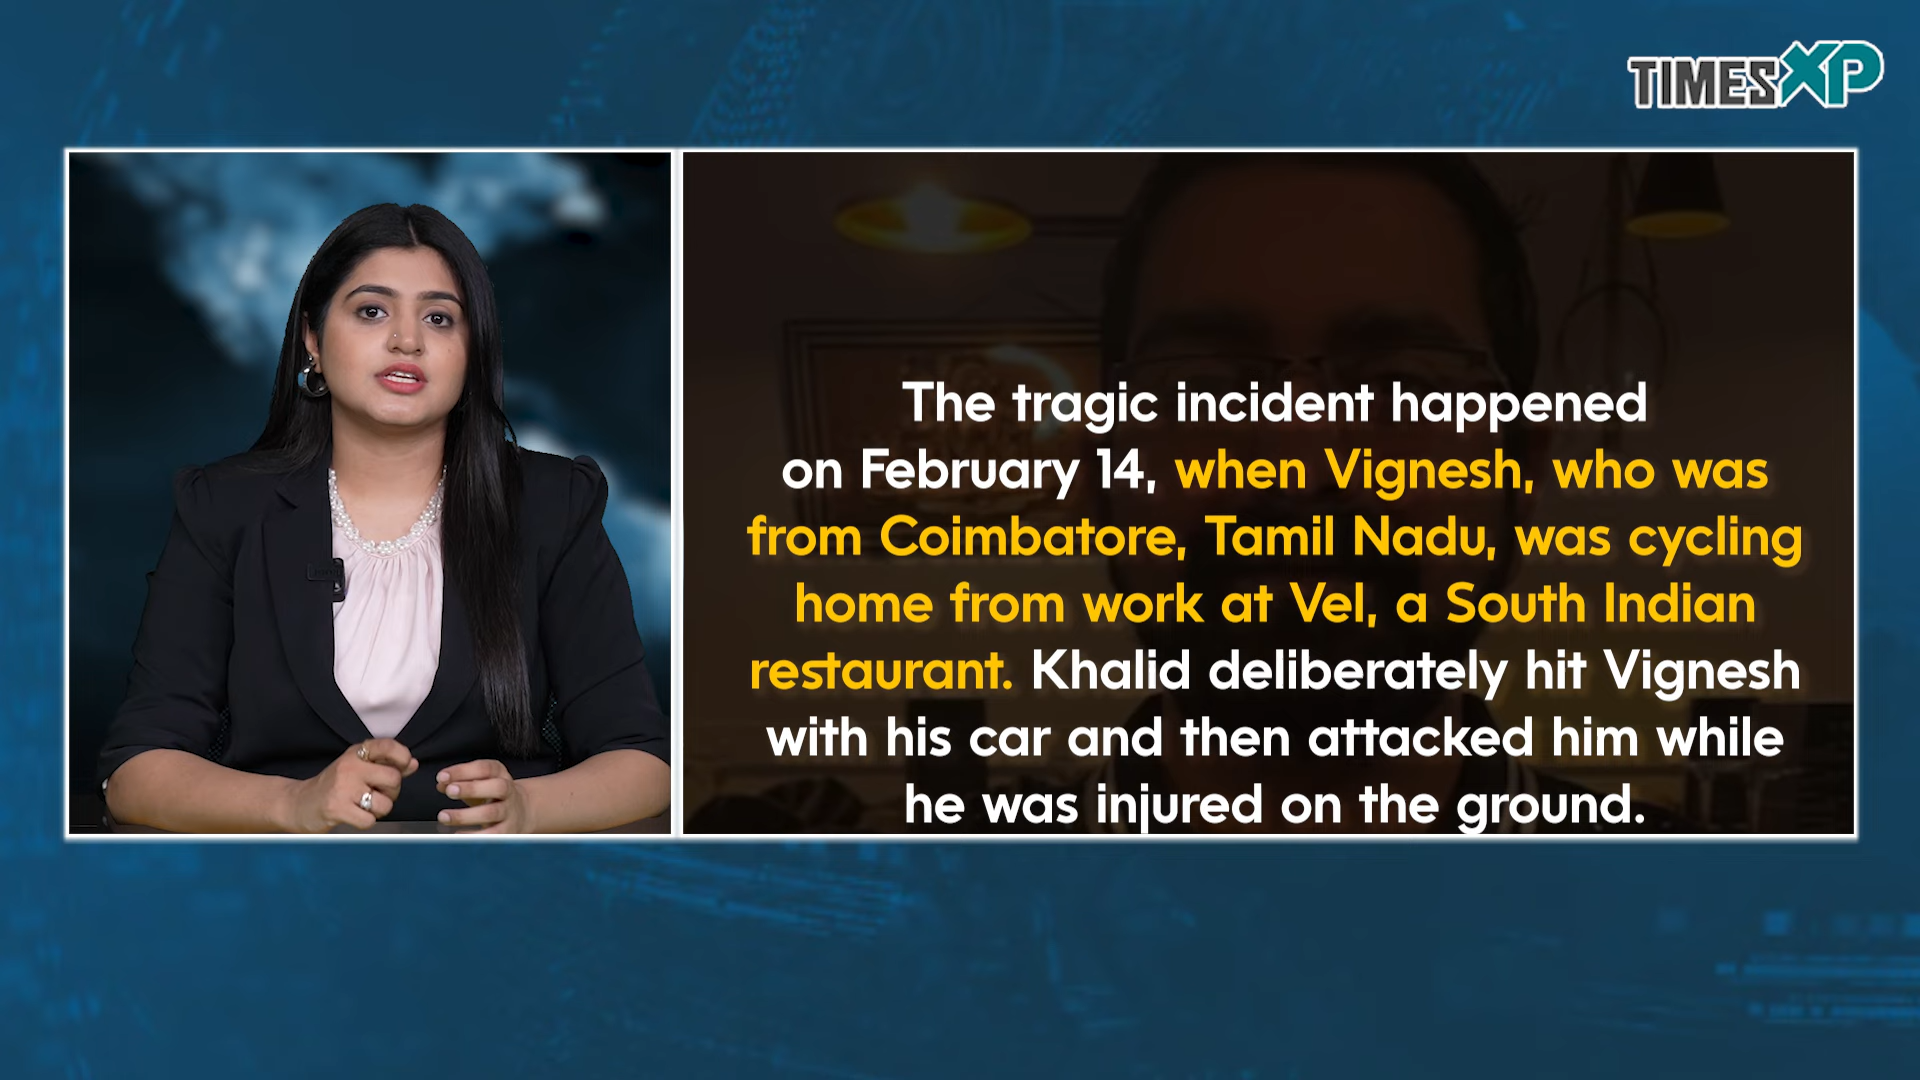 TIMESXP
The tragic incident happened
on February 14, when Vignesh, who was
from Coimbatore, Tamil Nadu, was cycling
home from work at Vel, a South Indian
restaurant. Khalid deliberately hit Vignesh
with his car and then attacked him while
he was injured on the ground.